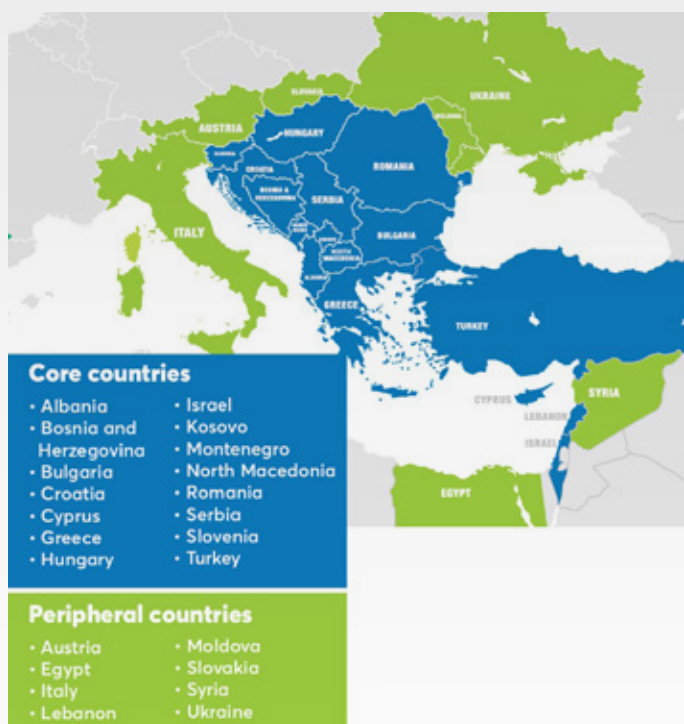 SLOVAKIA
UKRAINE
AUSTRIA
MOLDOVA
HUNGARY
SLOVENIA
CROATIA
ROMANIA
BOSNIA &
HERZEGOVINA
SERBIA
ITALY
BULGARIA
NORTH
MACEDONIA
ALBANIA
GREECE
TURKEY
CYPRUS
SYRIA
LEBANON
ISRAEL
EGYPT
Core countries
· Albania
· Bosnia and
Herzegovina
· Bulgaria
· Croatia
· Cyprus
· Greece
· Hungary
· Israel
· Kosovo
· Montenegro
· North Macedonia
· Romania
· Serbia
· Slovenia
· Turkey
Peripheral countries
· Austria
· Egypt
· Italy
· Lebanon
· Moldova
· Slovakia
· Syria
· Ukraine